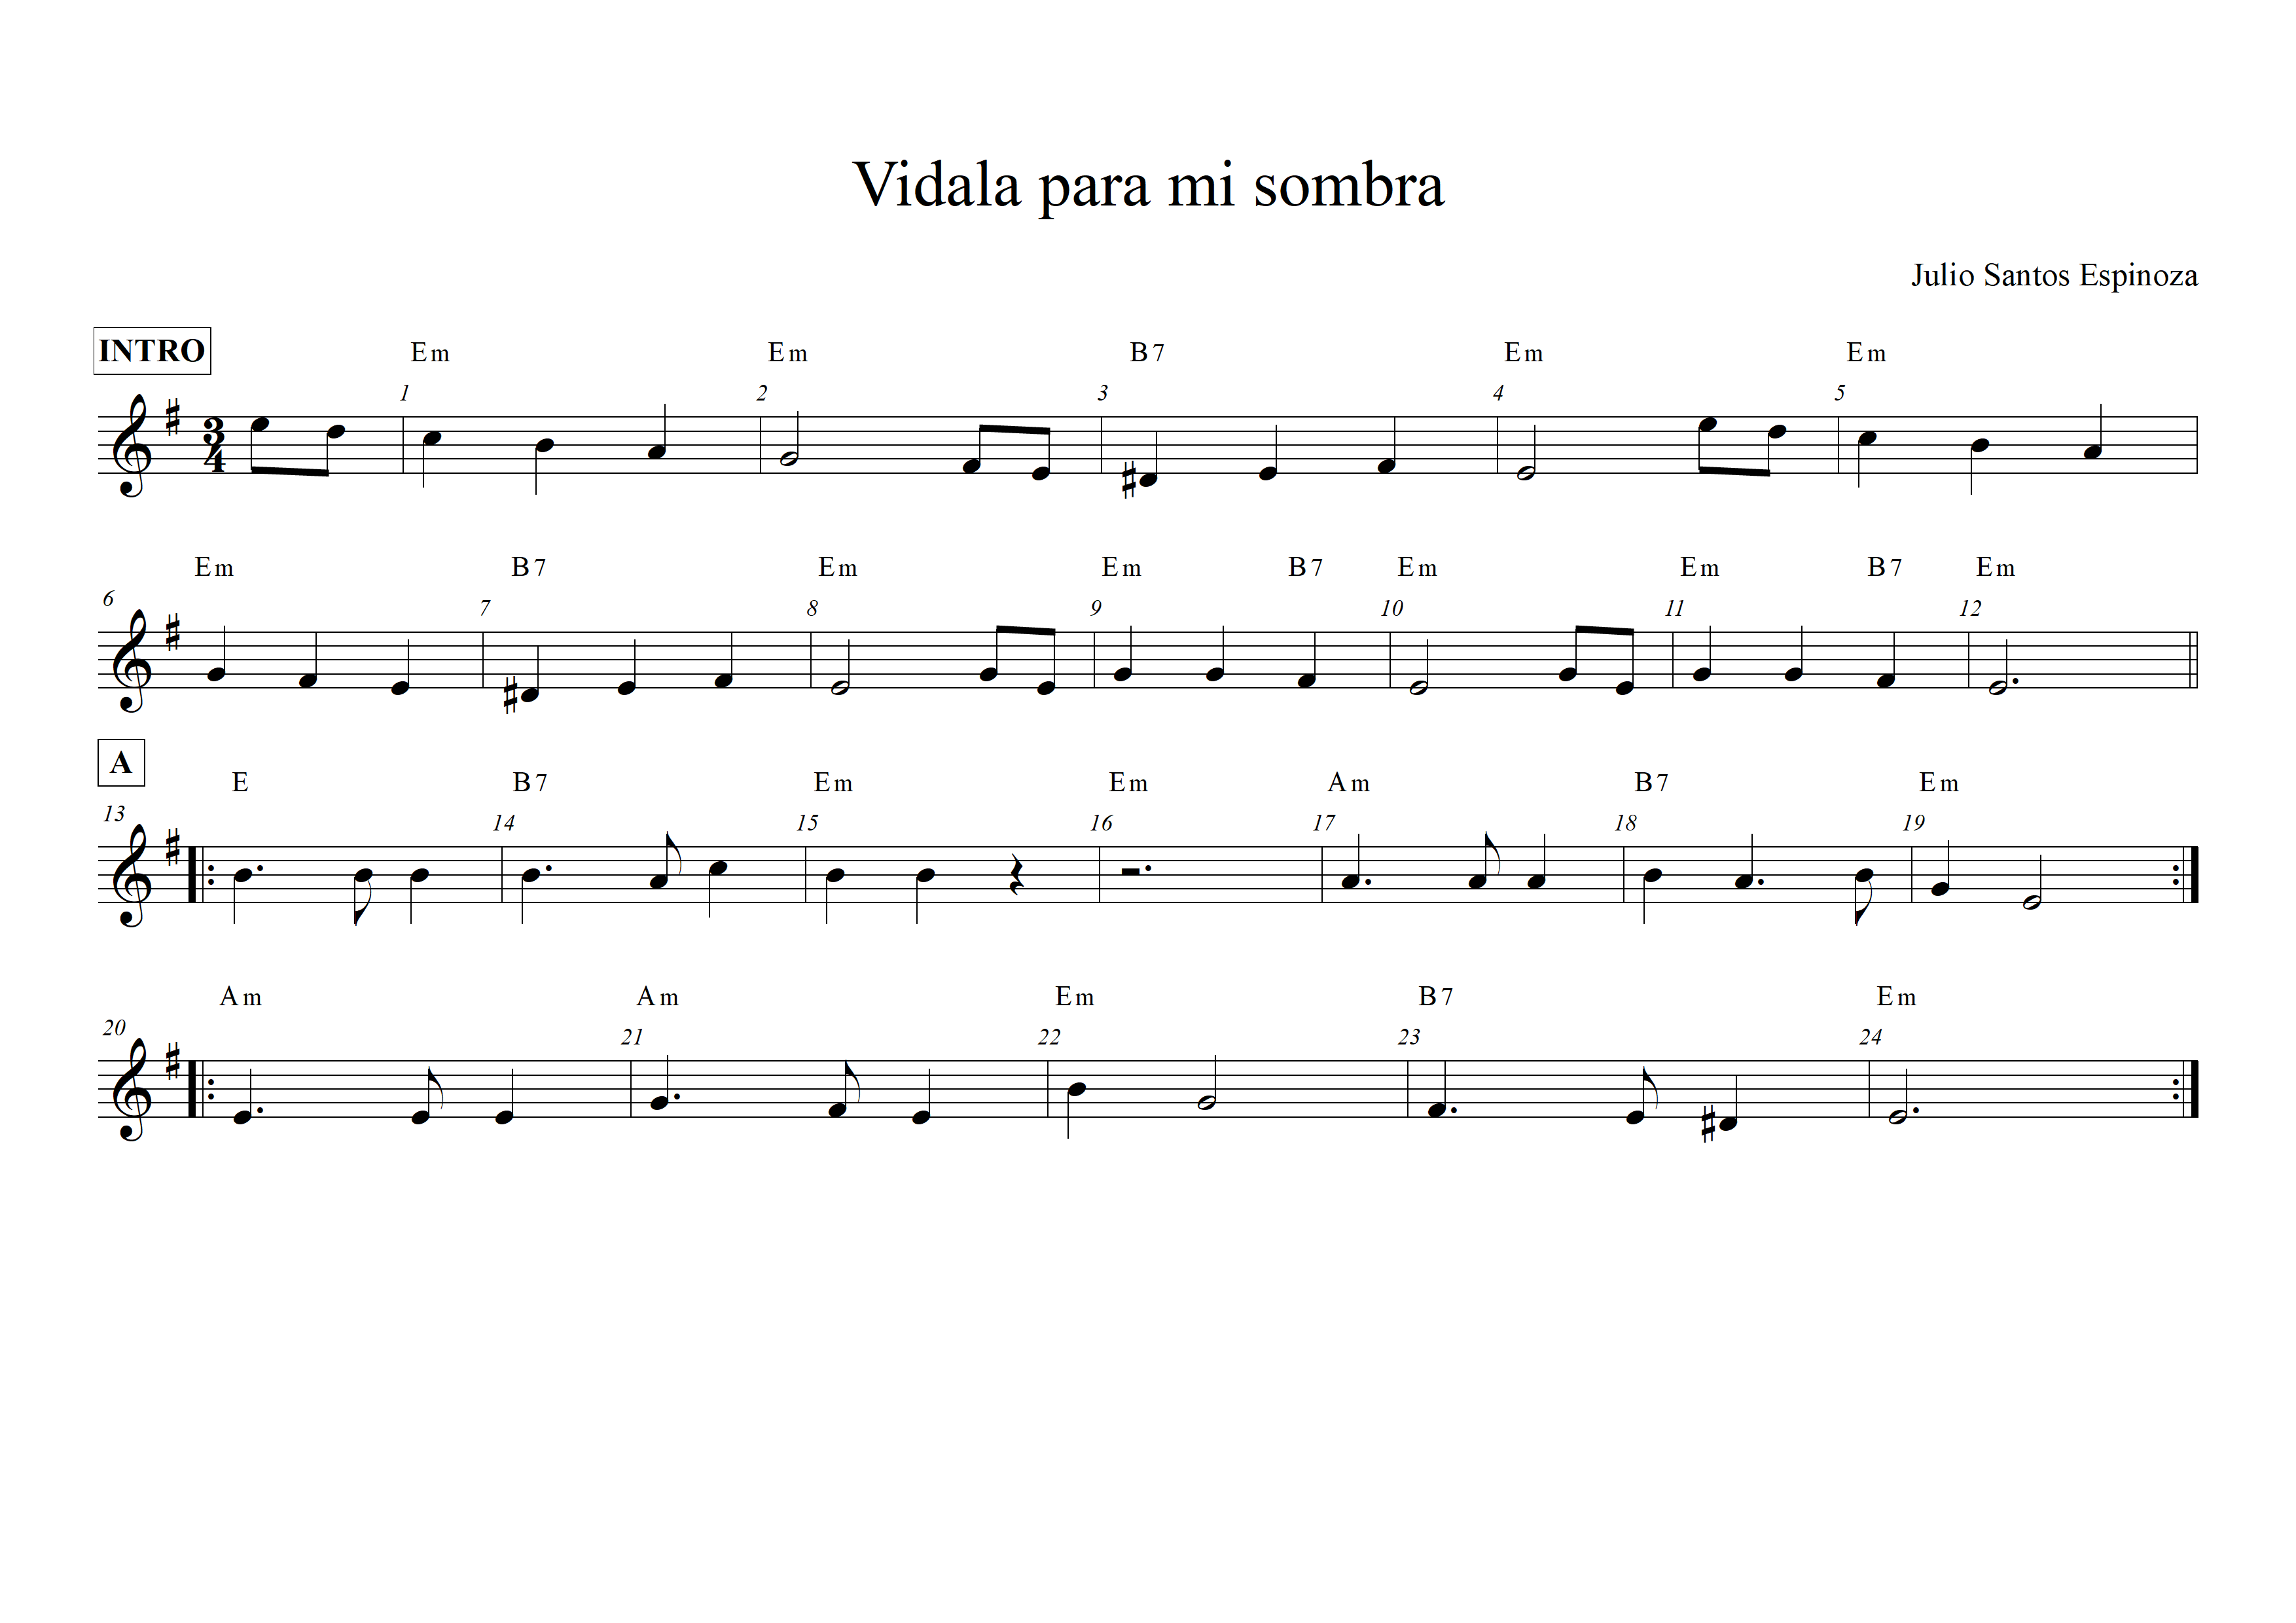 Vidala para mi sombra
Julio Santos Espinoza
INTRO
Em Em B7 Em Em
1 2 3 4 5
3
4
Em B7 Em Em B7 Em Em B7 Em
6 7 8 9 10 11 12
A
E B7 Em Em Am B7 Em
13 14 15 16 17 18 19
Am Am Em B7 Em
20 21 22 23 24